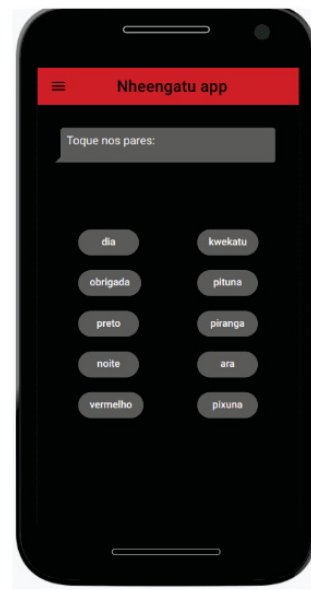 Nheengatu app
Toque nos pares:
dia kwekatu
obrigada pituna
preto piranga
noite ara
vermelho pixuna